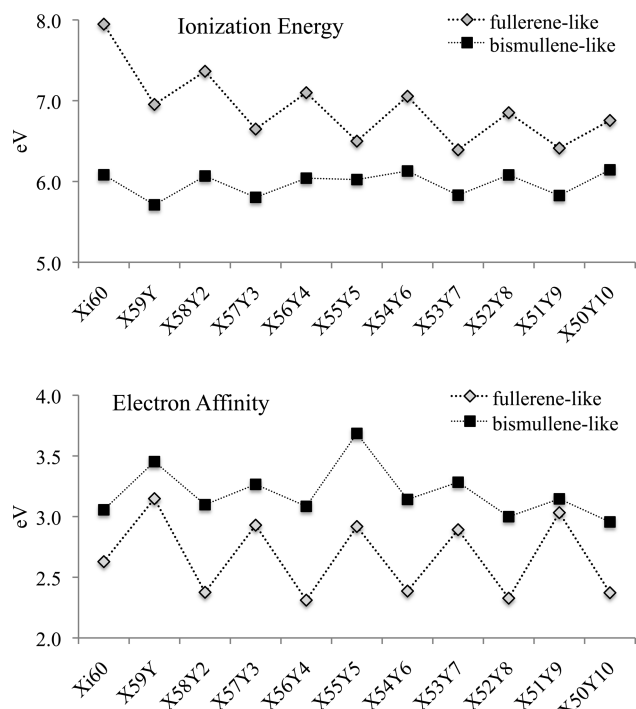 Ionization Energy
fullerene-like
bismullene-like
eV
8.0
7.0
6.0
5.0
Xi60 X59Y X58Y2 X57Y3 X56Y4 X55Y5 X54Y6 X53Y7 X52Y8 X51Y9 X50Y10
Electron Affinity
fullerene-like
bismullene-like
eV
4.0
3.5
3.0
2.5
2.0
Xi60 X59Y X58Y2 X57Y3 X56Y4 X55Y5 X54Y6 X53Y7 X52Y8 X51Y9 X50Y10